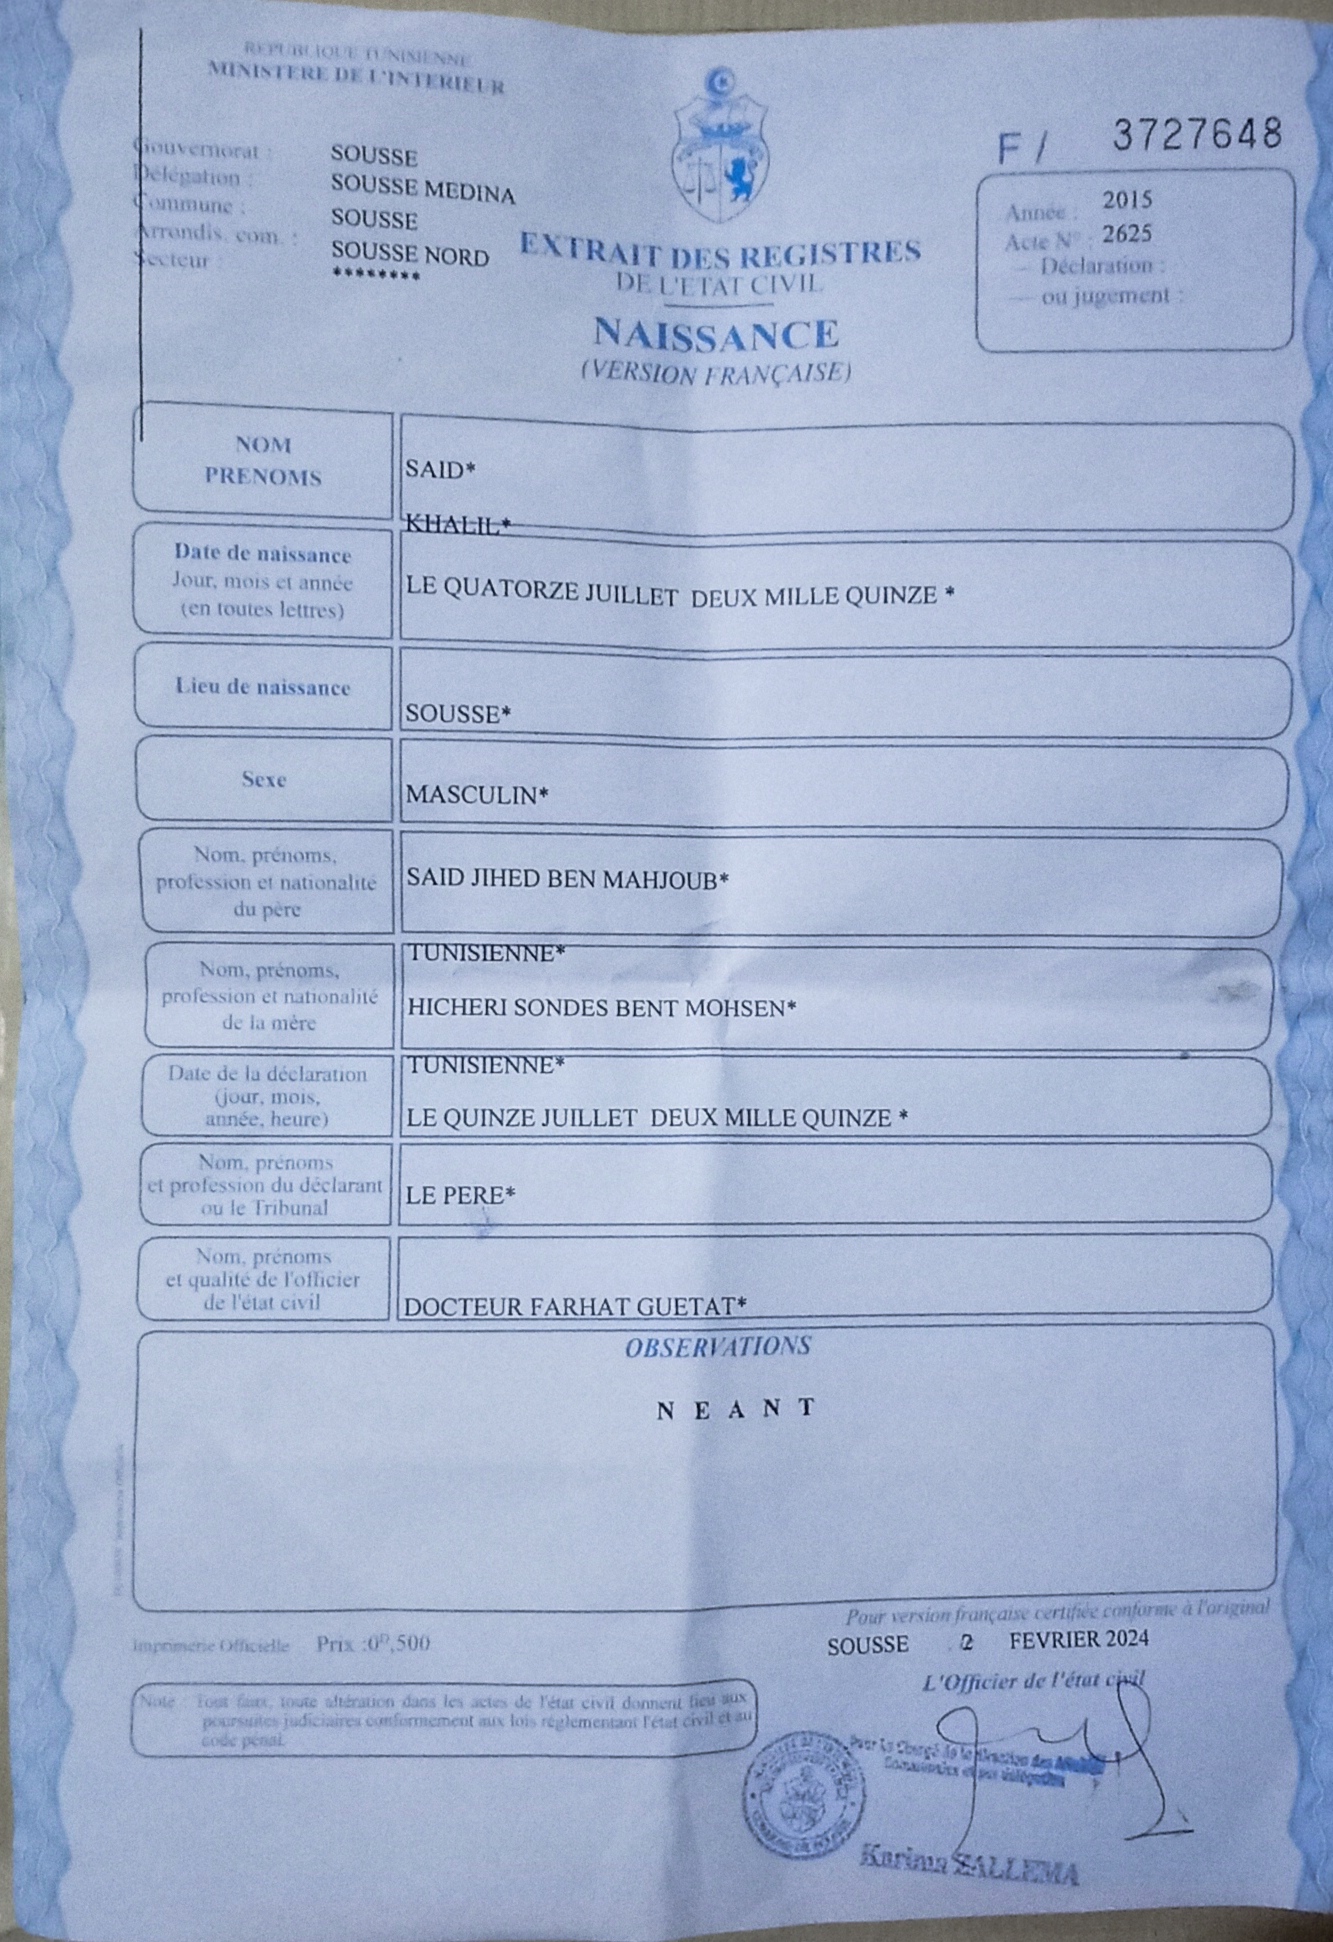 REPUBLIQUE TUNISIENNE
MINISTERE DE L'INTERIEUR
Gouvernorat : SOUSSE
Délégation : SOUSSE MEDINA
Commune : SOUSSE
Arrondis. com. : SOUSSE NORD
Secteur : ********
EXTRAIT DES REGISTRES
DE L'ETAT CIVIL
NAISSANCE
(VERSION FRANÇAISE)
F / 3727648
Année : 2015
Acte N° : 2625
— Déclaration :
— ou jugement :
NOM
PRENOMS
SAID*
KHALIL*
Date de naissance
Jour, mois et année
(en toutes lettres)
LE QUATORZE JUILLET DEUX MILLE QUINZE *
Lieu de naissance
SOUSSE*
Sexe
MASCULIN*
Nom, prénoms,
profession et nationalité
du père
SAID JIHED BEN MAHJOUB*
TUNISIENNE*
Nom, prénoms,
profession et nationalité
de la mère
HICHERI SONDES BENT MOHSEN*
TUNISIENNE*
Date de la déclaration
(jour, mois,
année, heure)
LE QUINZE JUILLET DEUX MILLE QUINZE *
Nom, prénoms
et profession du déclarant
ou le Tribunal
LE PERE*
Nom, prénoms
et qualité de l'officier
de l'état civil
DOCTEUR FARHAT GUETAT*
OBSERVATIONS
N E A N T
Pour version française certifiée conforme à l'original
Imprimerie Officielle Prix :0ᴰ,500
SOUSSE 2 FEVRIER 2024
L'Officier de l'état civil
Note : Tout faux, toute altération dans les actes de l'état civil donnent lieu aux
poursuites judiciaires conformement aux lois réglementant l'état civil et au
code pénal.
Pour Le Chargé de la Direction des
Karima ZALLEMA